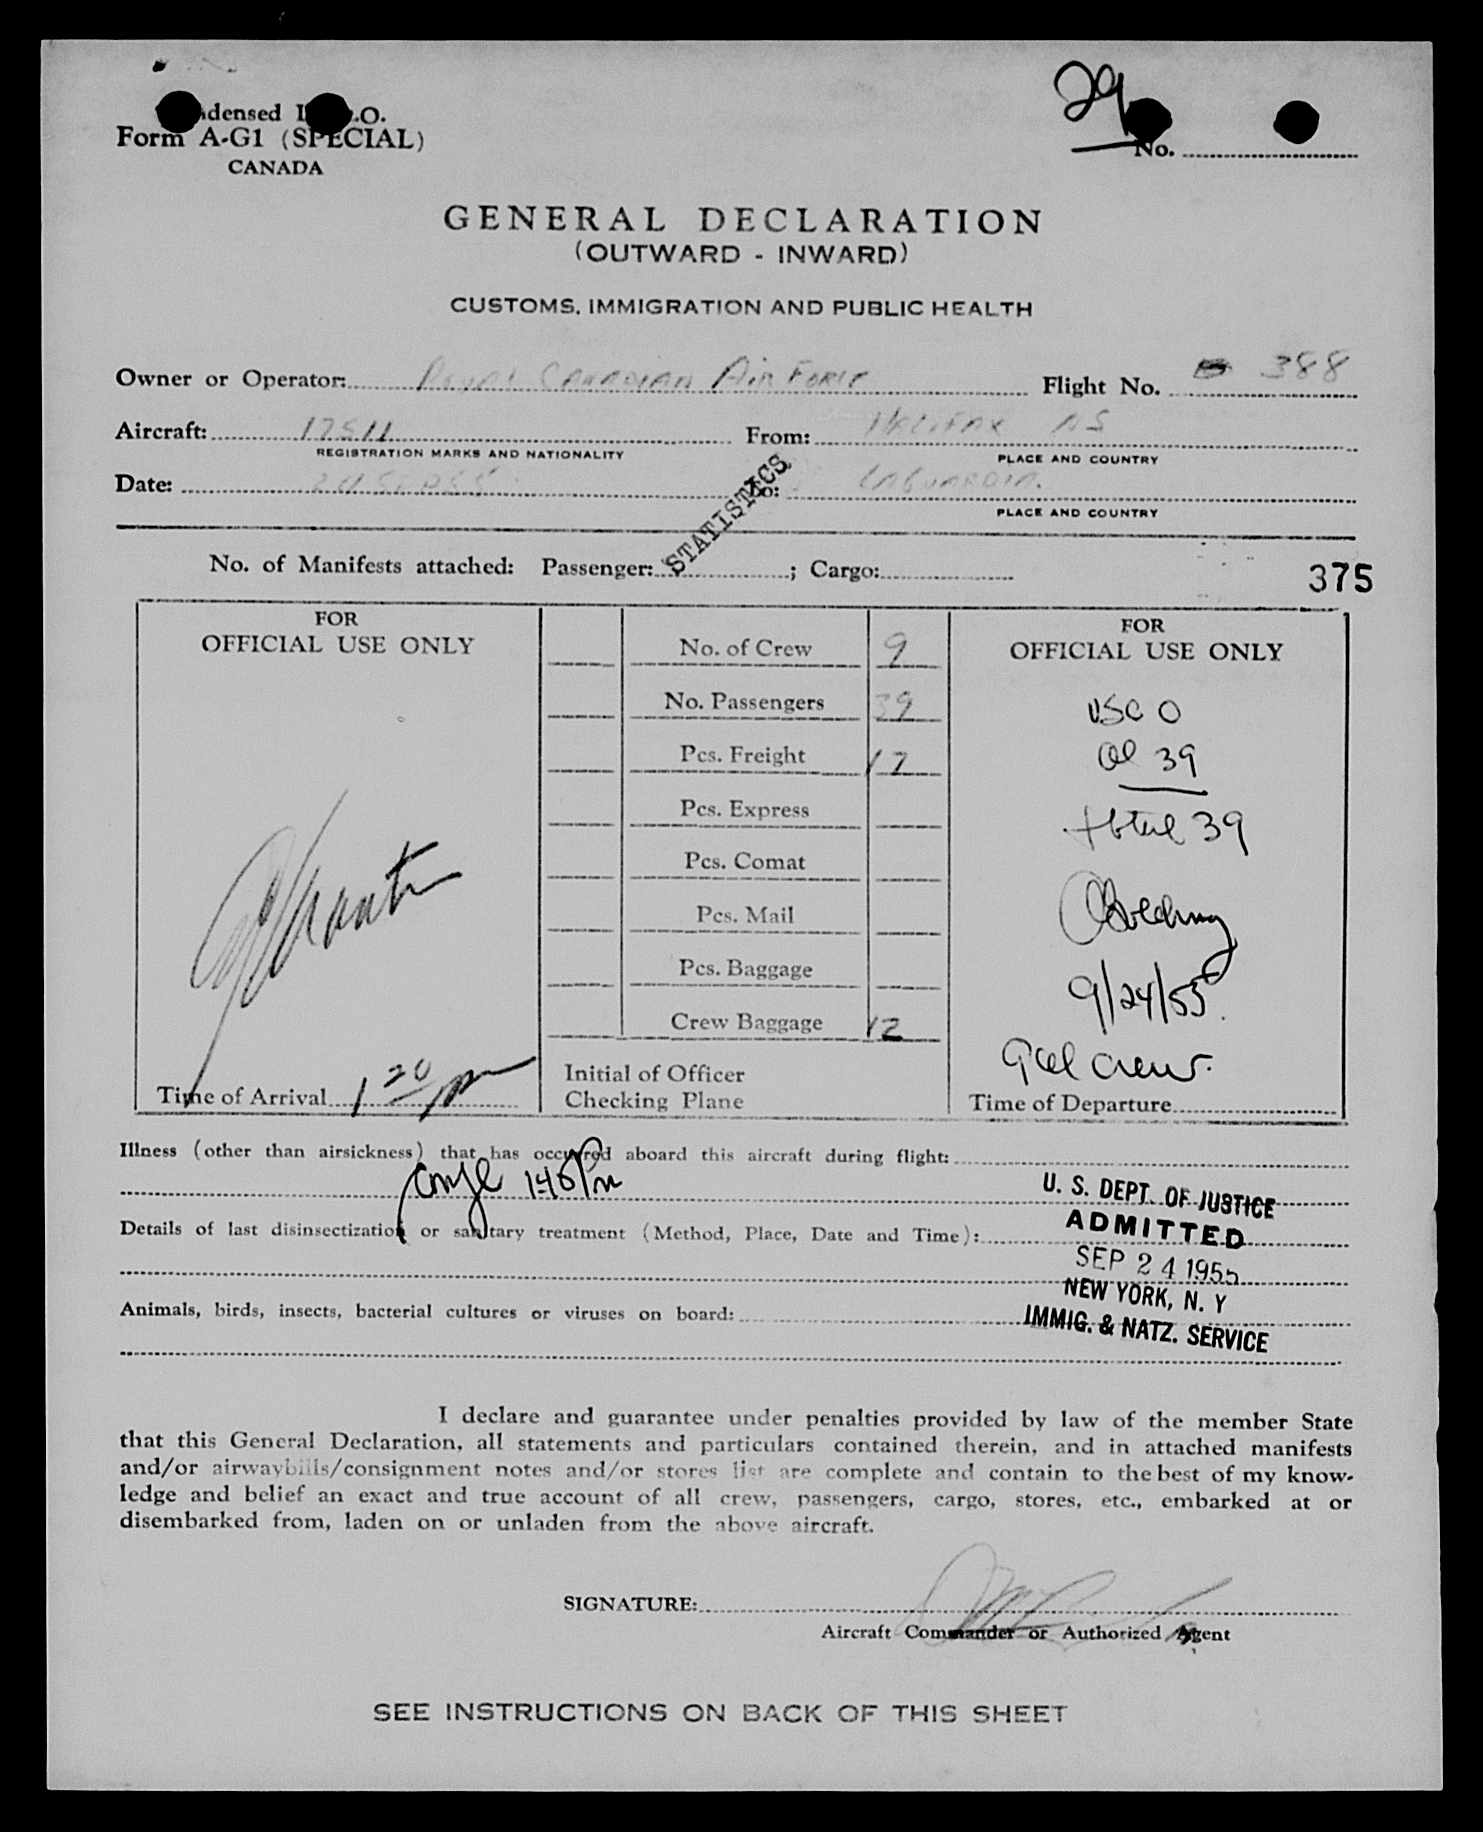 29
densed I .O.
Form A-G1 (SPECIAL)
CANADA
No.
GENERAL DECLARATION
(OUTWARD - INWARD)
CUSTOMS, IMMIGRATION AND PUBLIC HEALTH
Owner or Operator: Royal Canadian Air Force Flight No. 388
Aircraft: 17511 From: Halifax NS
REGISTRATION MARKS AND NATIONALITY PLACE AND COUNTRY
Date: 24 SEP 55 To: LaGuardia.
PLACE AND COUNTRY
STATISTICS
No. of Manifests attached: Passenger: ; Cargo:
375
FOR
OFFICIAL USE ONLY
Time of Arrival 1 20 pm
No. of Crew 9
No. Passengers 39
Pcs. Freight 17
Pcs. Express
Pcs. Comat
Pcs. Mail
Pcs. Baggage
Crew Baggage 12
Initial of Officer
Checking Plane
FOR
OFFICIAL USE ONLY
USC 0
al 39
total 39
9/24/55
9 al crew.
Time of Departure
Illness (other than airsickness) that has occurred aboard this aircraft during flight:
140 Pm
Details of last disinsectization or sanitary treatment (Method, Place, Date and Time):
U. S. DEPT. OF JUSTICE
ADMITTED
SEP 24 1955
NEW YORK, N. Y
IMMIG. & NATZ. SERVICE
Animals, birds, insects, bacterial cultures or viruses on board:
I declare and guarantee under penalties provided by law of the member State
that this General Declaration, all statements and particulars contained therein, and in attached manifests
and/or airwaybills/consignment notes and/or stores list are complete and contain to the best of my know-
ledge and belief an exact and true account of all crew, passengers, cargo, stores, etc., embarked at or
disembarked from, laden on or unladen from the above aircraft.
SIGNATURE:
Aircraft Commander or Authorized Agent
SEE INSTRUCTIONS ON BACK OF THIS SHEET